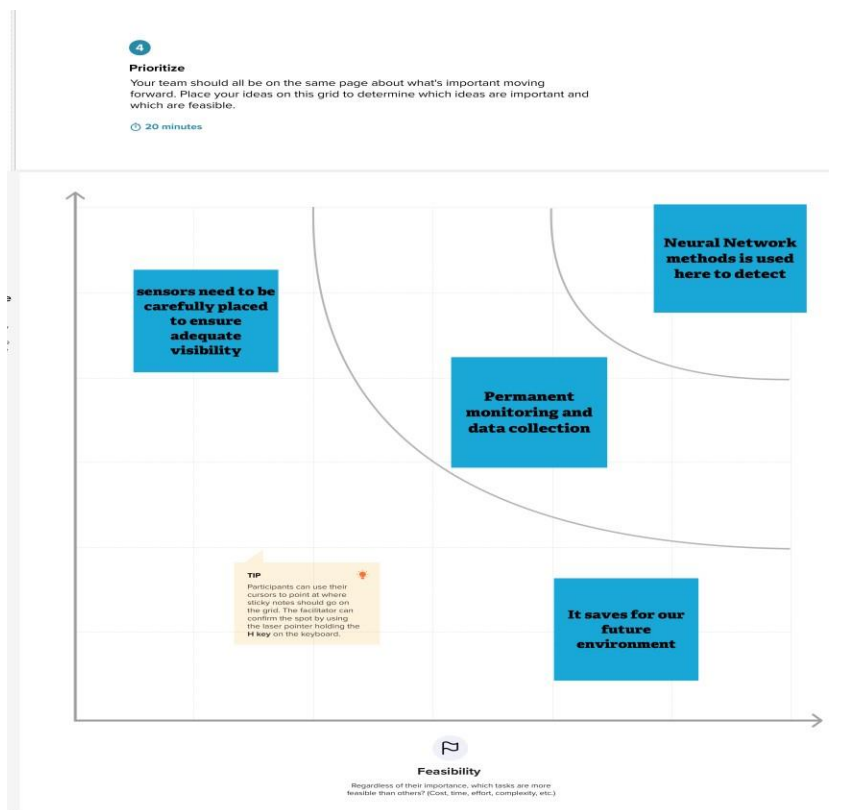 4
Prioritize
Your team should all be on the same page about what's important moving
forward. Place your ideas on this grid to determine which ideas are important and
which are feasible.
20 minutes
Neural Network
methods is used
here to detect
sensors need to be
carefully placed
to ensure
adequate
visibility
Permanent
monitoring and
data collection
TIP
Participants can use their
cursors to point at where
sticky notes should go on
the grid. The facilitator can
confirm the spot by using
the laser pointer holding the
H key on the keyboard.
It saves for our
future
environment
Feasibility
Regardless of their importance, which tasks are more
feasible than others? (Cost, time, effort, complexity, etc.)